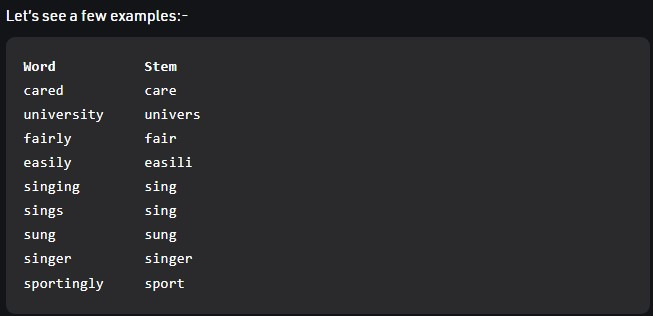 Let's see a few examples:-
Word Stem
cared care
university univers
fairly fair
easily easili
singing sing
sings sing
sung sung
singer singer
sportingly sport